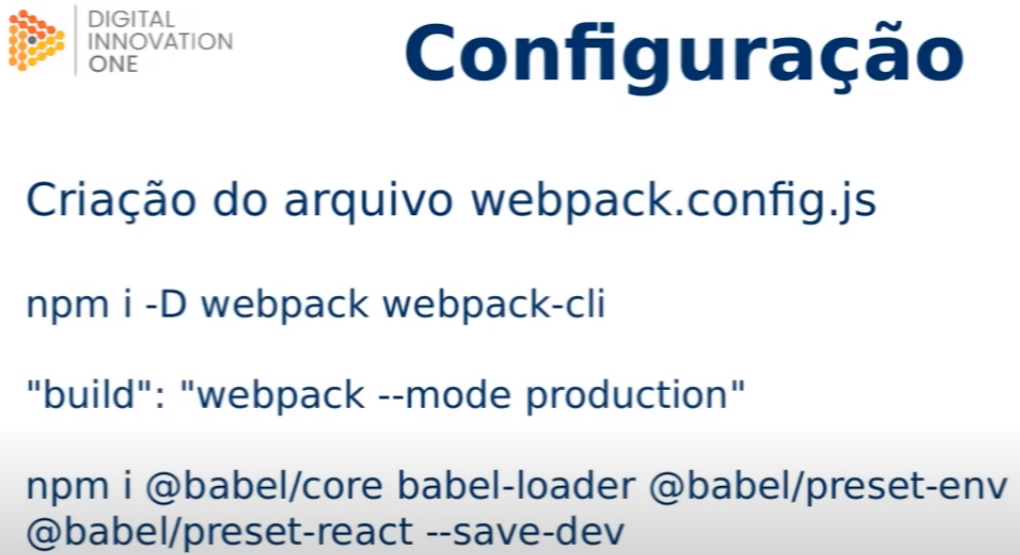 DIGITAL
INNOVATION
ONE
Configuração
Criação do arquivo webpack.config.js
npm i -D webpack webpack-cli
"build": "webpack --mode production"
npm i @babel/core babel-loader @babel/preset-env
@babel/preset-react --save-dev